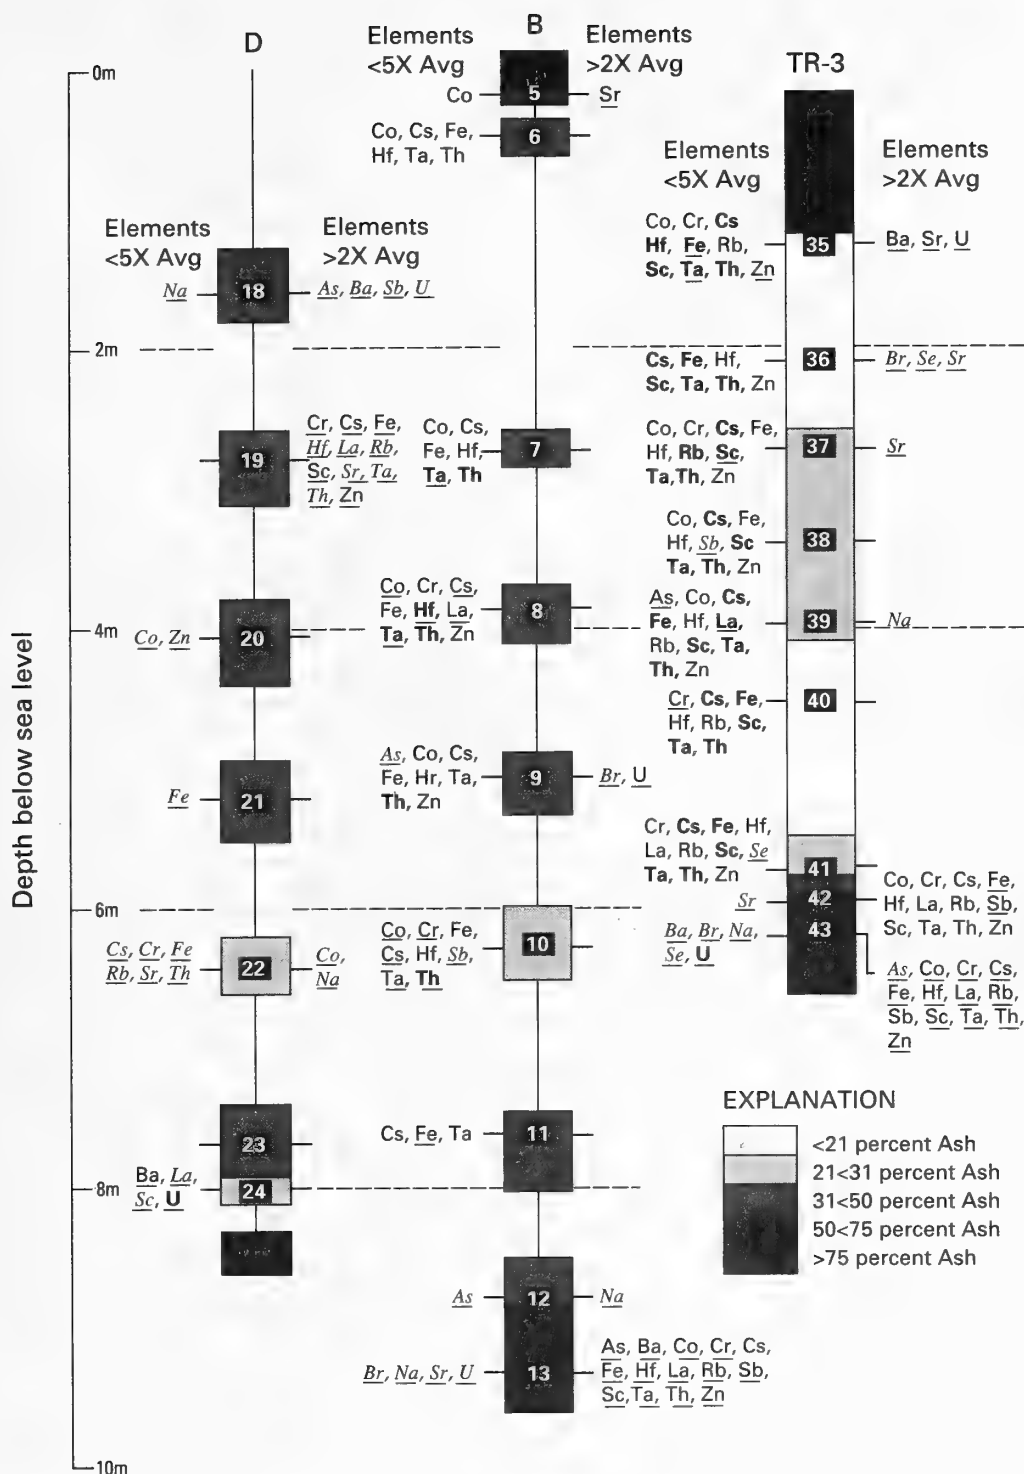 D
Elements
<5X Avg
B
Elements
>2X Avg
TR-3
0m
Co
5
Sr
Co, Cs, Fe,
Hf, Ta, Th
6
Elements
<5X Avg
Elements
>2X Avg
Elements
<5X Avg
Elements
>2X Avg
Co, Cr, Cs
Hf, Fe, Rb,
Sc, Ta, Th, Zn
35
Ba, Sr, U
Na
18
As, Ba, Sb, U
2m
Cs, Fe, Hf,
Sc, Ta, Th, Zn
36
Br, Se, Sr
19
Cr, Cs, Fe,
Hf, La, Rb,
Sc, Sr, Ta,
Th, Zn
Co, Cs,
Fe, Hf,
Ta, Th
7
Co, Cr, Cs, Fe,
Hf, Rb, Sc,
Ta,Th, Zn
37
Sr
Co, Cs, Fe,
Hf, Sb, Sc
Ta, Th, Zn
38
Co, Zn
20
4m
Co, Cr, Cs,
Fe, Hf, La,
Ta, Th, Zn
8
As, Co, Cs,
Fe, Hf, La,
Rb, Sc, Ta,
Th, Zn
39
Na
Cr, Cs, Fe,
Hf, Rb, Sc,
Ta, Th
40
Depth below sea level
Fe
21
As, Co, Cs,
Fe, Hr, Ta,
Th, Zn
9
Br, U
Cr, Cs, Fe, Hf,
La, Rb, Sc, Se
Ta, Th, Zn
41
Sr
42
Co, Cr, Cs, Fe,
Hf, La, Rb, Sb,
Sc, Ta, Th, Zn
6m
Ba, Br, Na,
Se, U
43
As, Co, Cr, Cs,
Fe, Hf, La, Rb,
Sb, Sc, Ta, Th,
Zn
Cs, Cr, Fe
Rb, Sr, Th
22
Co,
Na
Co, Cr, Fe,
Cs, Hf, Sb,
Ta, Th
10
23
Cs, Fe, Ta
11
Ba, La,
Sc, U
24
8m
EXPLANATION
<21 percent Ash
21<31 percent Ash
31<50 percent Ash
50<75 percent Ash
>75 percent Ash
As
12
Na
Br, Na, Sr, U
13
As, Ba, Co, Cr, Cs,
Fe, Hf, La, Rb, Sb,
Sc,Ta, Th, Zn
10m